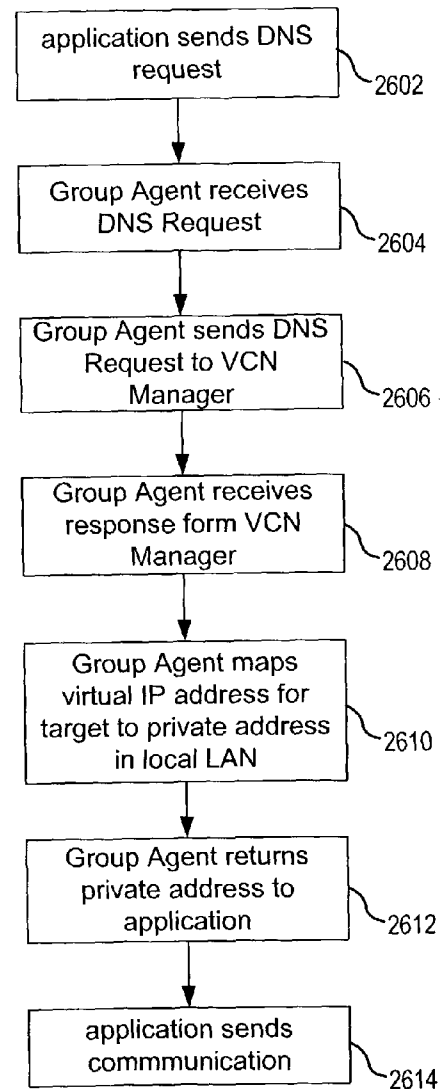 application sends DNS
request
2602
Group Agent receives
DNS Request
2604
Group Agent sends DNS
Request to VCN
Manager
2606
Group Agent receives
response form VCN
Manager
2608
Group Agent maps
virtual IP address for
target to private address
in local LAN
2610
Group Agent returns
private address to
application
2612
application sends
commmunication
2614